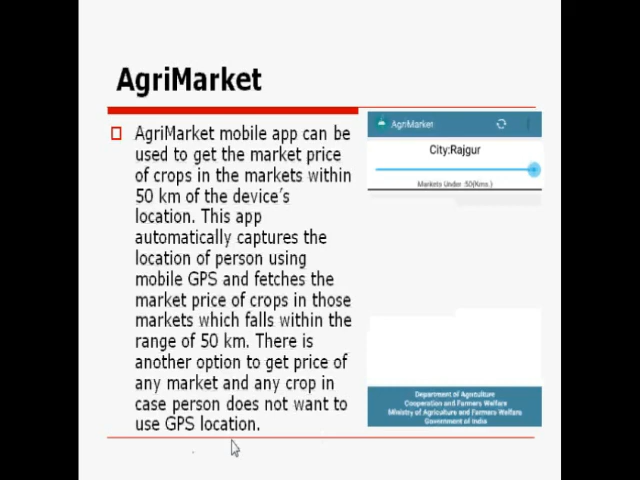 AgriMarket
AgriMarket mobile app can be
used to get the market price
of crops in the markets within
50 km of the device's
location. This app
automatically captures the
location of person using
mobile GPS and fetches the
market price of crops in those
markets which falls within the
range of 50 km. There is
another option to get price of
any market and any crop in
case person does not want to
use GPS location.
AgriMarket
City:Rajgur
Markets Under :50(Kms.)
Department of Agriculture
Cooperation and Farmers Welfare
Ministry of Agriculture and Farmers Welfare
Government of India